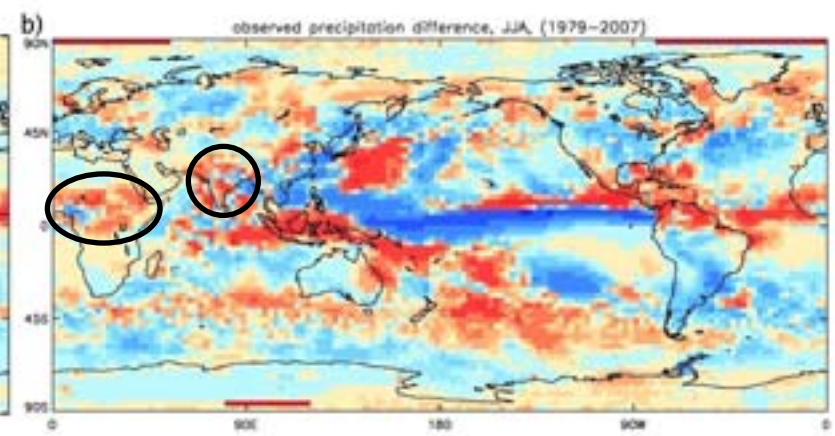 b)
observed precipitation difference, JJA, (1979–2007)
90N
45N
0
45S
90S
0 90E 180 90W 0